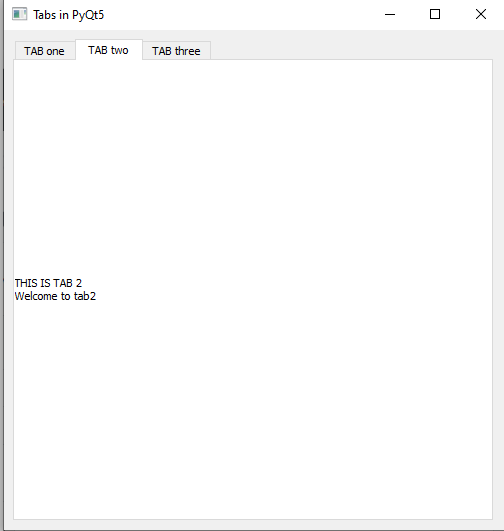 Tabs in PyQt5
TAB one TAB two TAB three
THIS IS TAB 2
Welcome to tab2